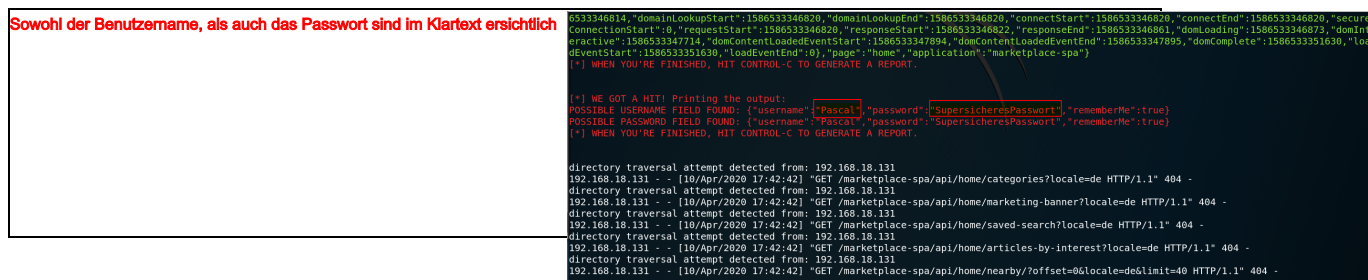 Sowohl der Benutzername, als auch das Passwort sind im Klartext ersichtlich
6533346814,"domainLookupStart":1586533346820,"domainLookupEnd":1586533346820,"connectStart":1586533346820,"connectEnd":1586533346820,"secure
ConnectionStart":0,"requestStart":1586533346820,"responseStart":1586533346822,"responseEnd":1586533346861,"domLoading":1586533346873,"domInt
eractive":1586533347714,"domContentLoadedEventStart":1586533347894,"domContentLoadedEventEnd":1586533347895,"domComplete":1586533351630,"loa
dEventStart":1586533351630,"loadEventEnd":0},"page":"home","application":"marketplace-spa"}
[*] WHEN YOU'RE FINISHED, HIT CONTROL-C TO GENERATE A REPORT.
[*] WE GOT A HIT! Printing the output:
POSSIBLE USERNAME FIELD FOUND: {"username":"Pascal","password":"SupersicheresPasswort","rememberMe":true}
POSSIBLE PASSWORD FIELD FOUND: {"username":"Pascal","password":"SupersicheresPasswort","rememberMe":true}
[*] WHEN YOU'RE FINISHED, HIT CONTROL-C TO GENERATE A REPORT.
directory traversal attempt detected from: 192.168.18.131
192.168.18.131 - - [10/Apr/2020 17:42:42] "GET /marketplace-spa/api/home/categories?locale=de HTTP/1.1" 404 -
directory traversal attempt detected from: 192.168.18.131
192.168.18.131 - - [10/Apr/2020 17:42:42] "GET /marketplace-spa/api/home/marketing-banner?locale=de HTTP/1.1" 404 -
directory traversal attempt detected from: 192.168.18.131
192.168.18.131 - - [10/Apr/2020 17:42:42] "GET /marketplace-spa/api/home/saved-search?locale=de HTTP/1.1" 404 -
directory traversal attempt detected from: 192.168.18.131
192.168.18.131 - - [10/Apr/2020 17:42:42] "GET /marketplace-spa/api/home/articles-by-interest?locale=de HTTP/1.1" 404 -
directory traversal attempt detected from: 192.168.18.131
192.168.18.131 - - [10/Apr/2020 17:42:42] "GET /marketplace-spa/api/home/nearby/?offset=0&locale=de&limit=40 HTTP/1.1" 404 -